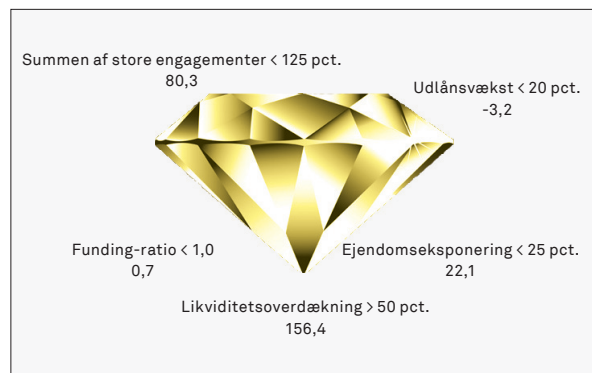 Summen af store engagementer < 125 pct.
80,3
Udlånsvækst < 20 pct.
-3,2
Funding-ratio < 1,0
0,7
Ejendomseksponering < 25 pct.
22,1
Likviditetsoverdækning > 50 pct.
156,4